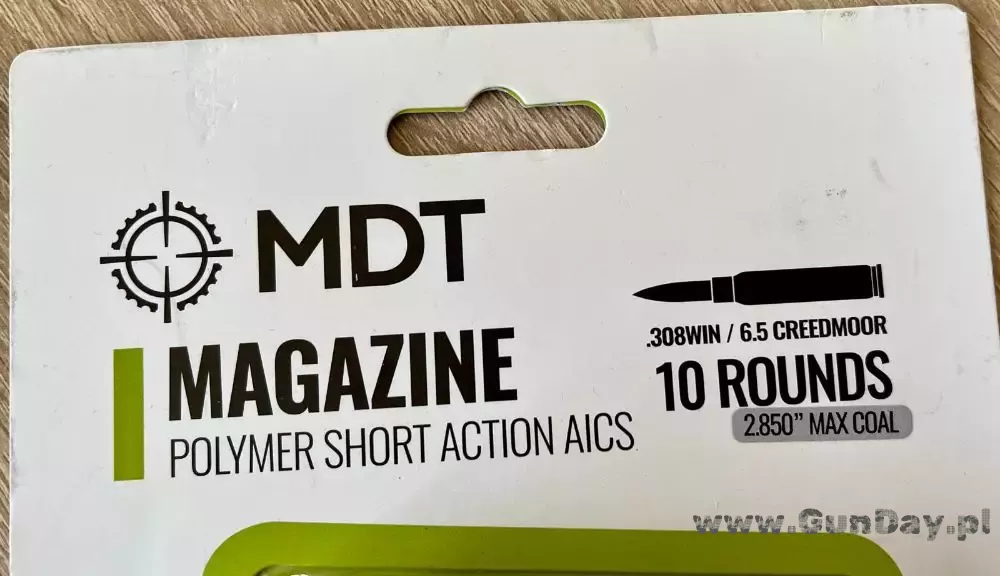 MDT
MAGAZINE
POLYMER SHORT ACTION AICS
.308WIN / 6.5 CREEDMOOR
10 ROUNDS
2.850” MAX COAL
www.GunDay.pl